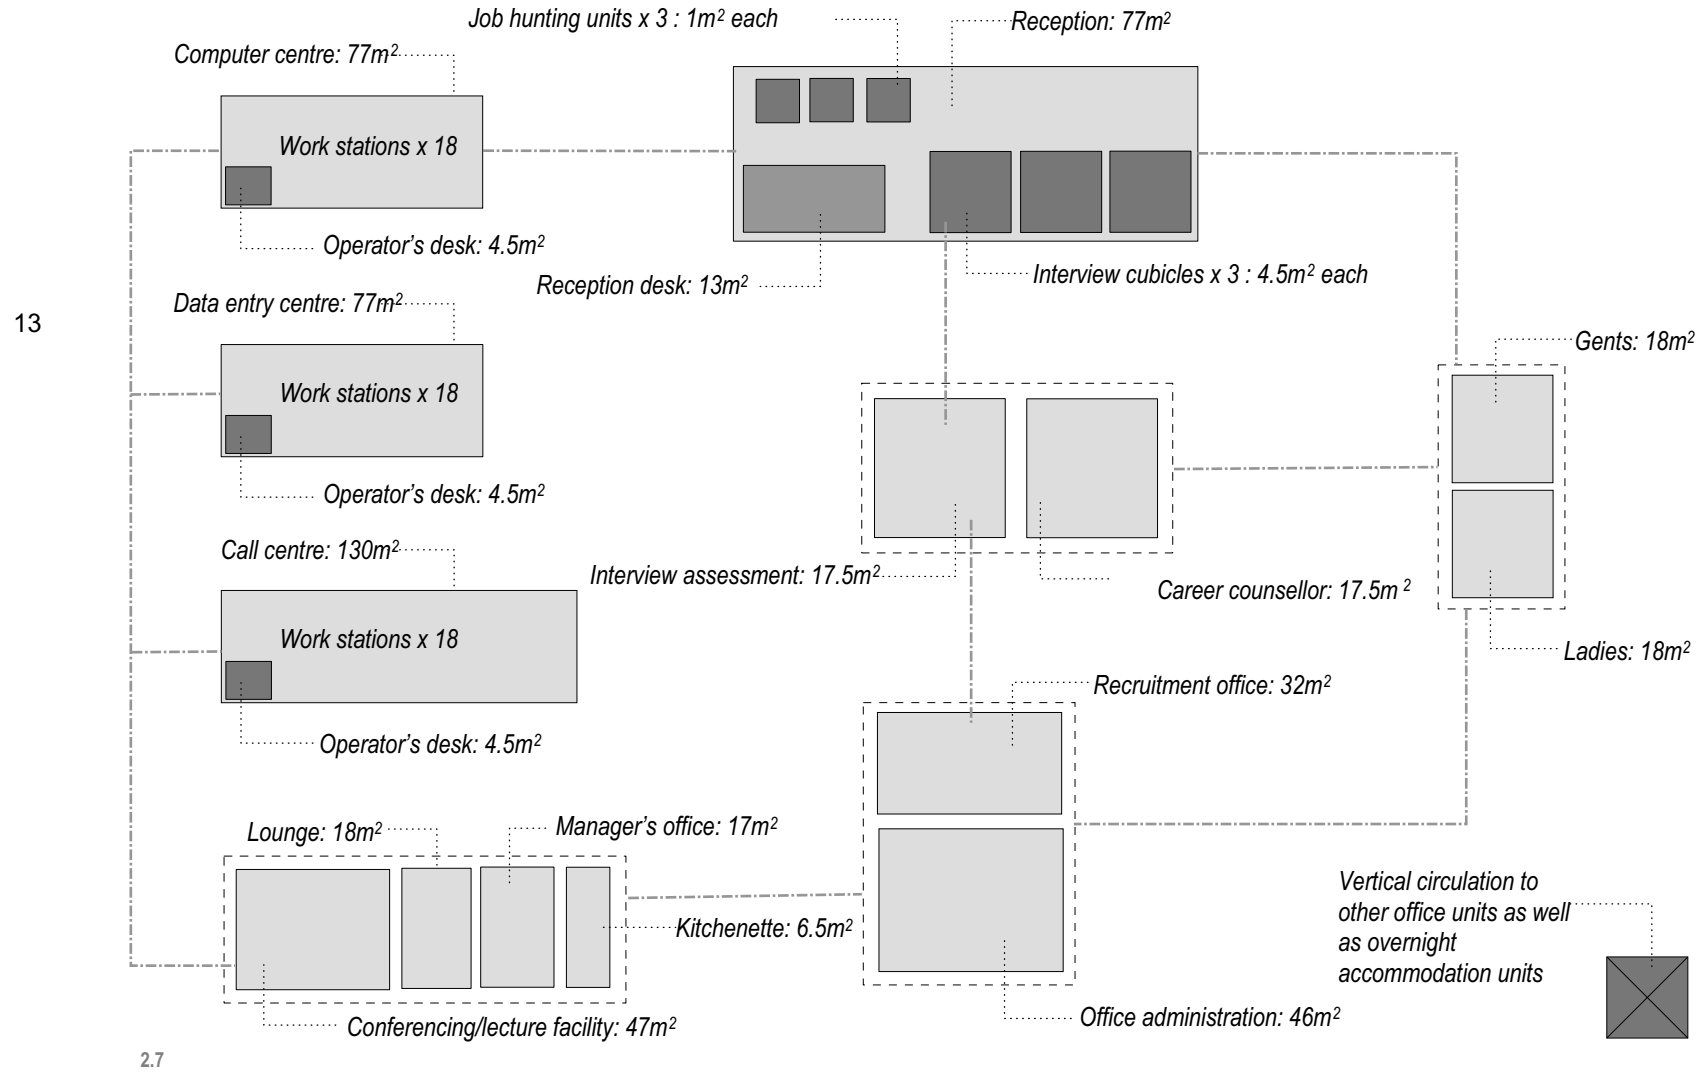 Job hunting units x 3 : 1m² each
Reception: 77m²
Computer centre: 77m²
Work stations x 18
Operator's desk: 4.5m²
Reception desk: 13m²
Interview cubicles x 3 : 4.5m² each
Data entry centre: 77m²
13
Gents: 18m²
Work stations x 18
Operator's desk: 4.5m²
Call centre: 130m²
Interview assessment: 17.5m²
Career counsellor: 17.5m ²
Work stations x 18
Ladies: 18m²
Recruitment office: 32m²
Operator's desk: 4.5m²
Lounge: 18m²
Manager's office: 17m²
Kitchenette: 6.5m²
Vertical circulation to
other office units as well
as overnight
accommodation units
Conferencing/lecture facility: 47m²
Office administration: 46m²
2.7